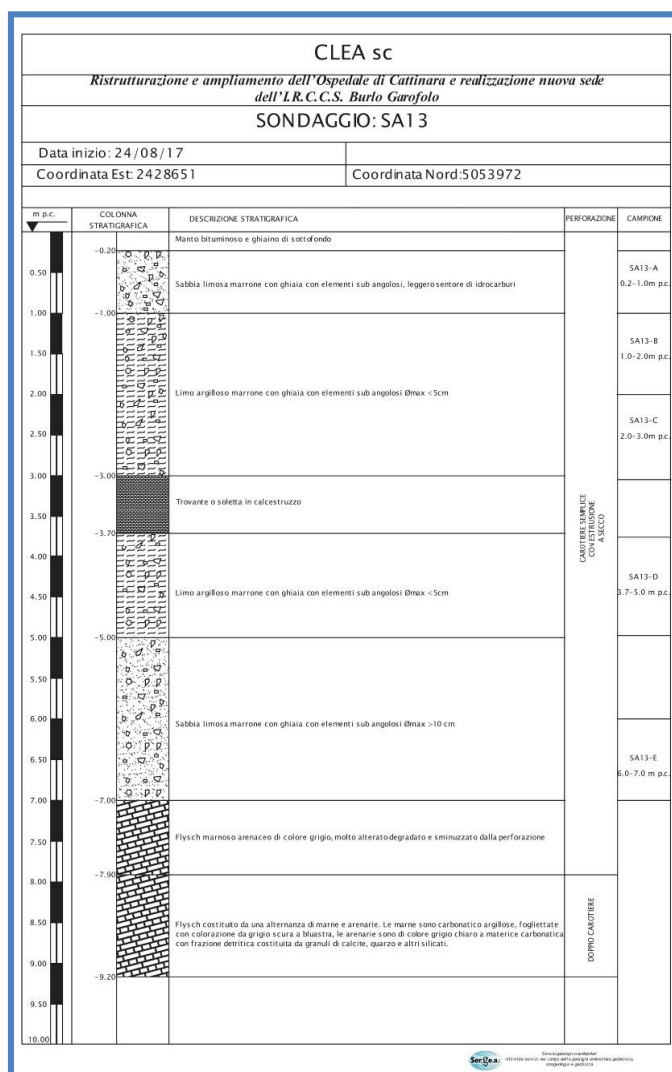 CLEA sc
Ristrutturazione e ampliamento dell'Ospedale di Cattinara e realizzazione nuova sede
dell'I.R.C.C.S. Burlo Garofolo
SONDAGGIO: SA13
Data inizio: 24/08/17
Coordinata Est: 2428651
Coordinata Nord:5053972
m p.c.
COLONNA
STRATIGRAFICA
DESCRIZIONE STRATIGRAFICA
PERFORAZIONE
CAMPIONE
Manto bituminoso e ghiaino di sottofondo
-0.20
0.50
Sabbia limosa marrone con ghiaia con elementi sub angolosi, leggero sentore di idrocarburi
SA13-A
0.2-1.0m p.c.
1.00
-1.00
SA13-B
1.0-2.0m p.c.
1.50
Limo argilloso marrone con ghiaia con elementi sub angolosi Ømax <5cm
2.00
SA13-C
2.0-3.0m p.c.
2.50
3.00
-3.00
Trovante o soletta in calcestruzzo
3.50
-3.70
CAROTIERE SEMPLICE
CON ESTRUSIONE
A SECCO
4.00
Limo argilloso marrone con ghiaia con elementi sub angolosi Ømax <5cm
SA13-D
3.7-5.0 m p.c.
4.50
5.00
-5.00
5.50
6.00
Sabbia limosa marrone con ghiaia con elementi sub angolosi Ømax >10 cm
6.50
SA13-E
6.0-7.0 m p.c.
7.00
-7.00
7.50
Flysch marnoso arenaceo di colore grigio, molto alterato degradato e sminuzzato dalla perforazione
-7.90
8.00
8.50
Flysch costituito da una alternanza di marne e arenarie. Le marne sono carbonatico argillose, fogliettate
con colorazione da grigio scura a bluastra, le arenarie sono di colore grigio chiaro a materice carbonatica
con frazione detritica costituita da granuli di calcite, quarzo e altri silicati.
DOPPIO CAROTIERE
9.00
-9.20
9.50
10.00
Ser.Ge.a.